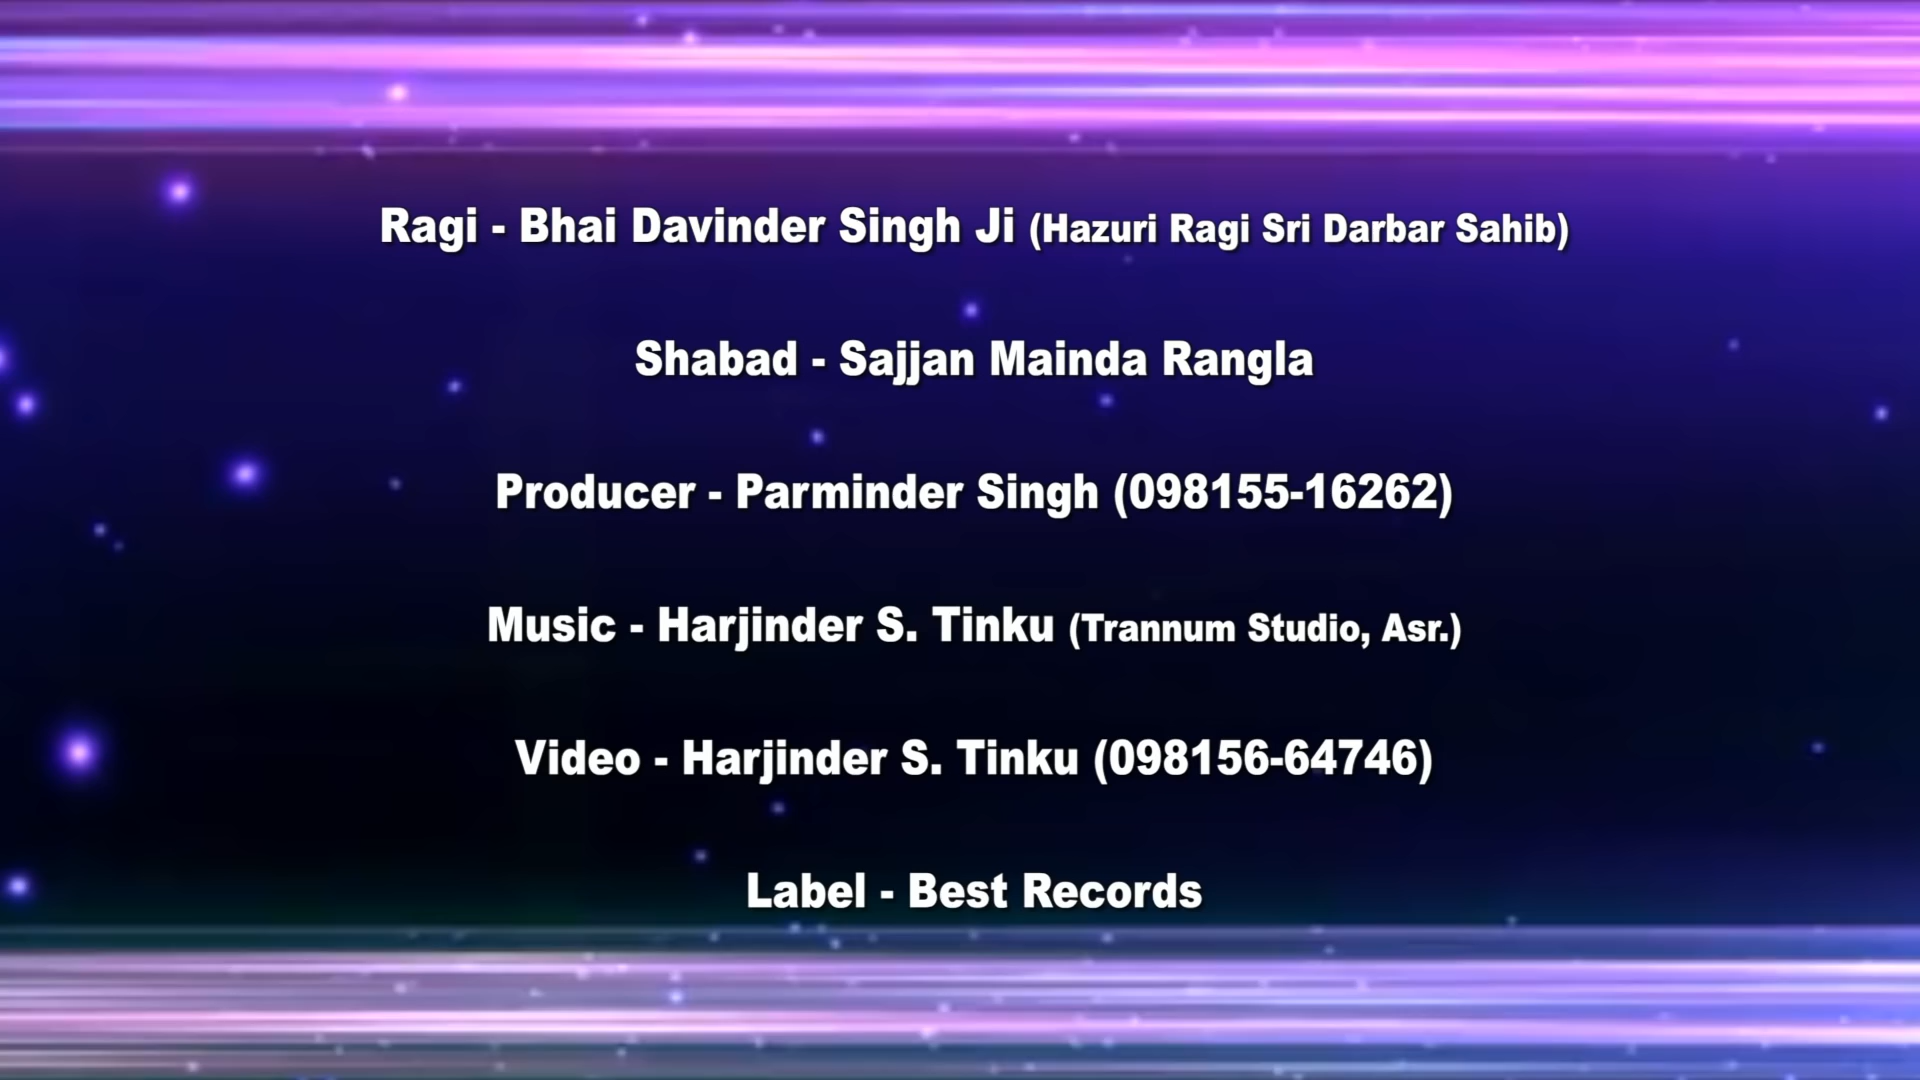 Ragi - Bhai Davinder Singh Ji (Hazuri Ragi Sri Darbar Sahib)
Shabad - Sajjan Mainda Rangla
Producer - Parminder Singh (098155-16262)
Music - Harjinder S. Tinku (Trannum Studio, Asr.)
Video - Harjinder S. Tinku (098156-64746)
Label - Best Records